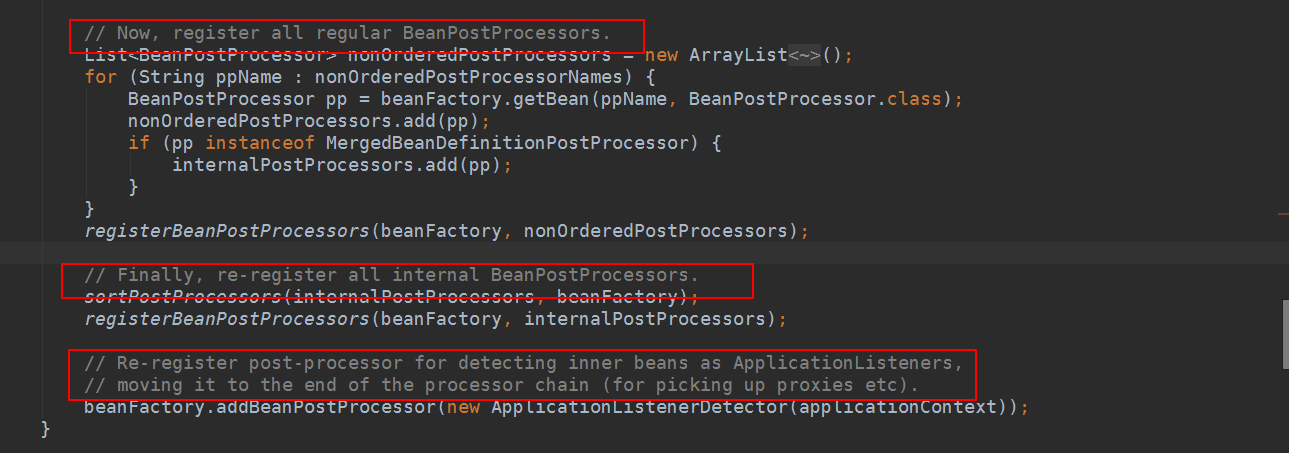 // Now, register all regular BeanPostProcessors.
List<BeanPostProcessor> nonOrderedPostProcessors = new ArrayList<~>();
for (String ppName : nonOrderedPostProcessorNames) {
BeanPostProcessor pp = beanFactory.getBean(ppName, BeanPostProcessor.class);
nonOrderedPostProcessors.add(pp);
if (pp instanceof MergedBeanDefinitionPostProcessor) {
internalPostProcessors.add(pp);
}
}
registerBeanPostProcessors(beanFactory, nonOrderedPostProcessors);
// Finally, re-register all internal BeanPostProcessors.
sortPostProcessors(internalPostProcessors, beanFactory);
registerBeanPostProcessors(beanFactory, internalPostProcessors);
// Re-register post-processor for detecting inner beans as ApplicationListeners,
// moving it to the end of the processor chain (for picking up proxies etc).
beanFactory.addBeanPostProcessor(new ApplicationListenerDetector(applicationContext));
}